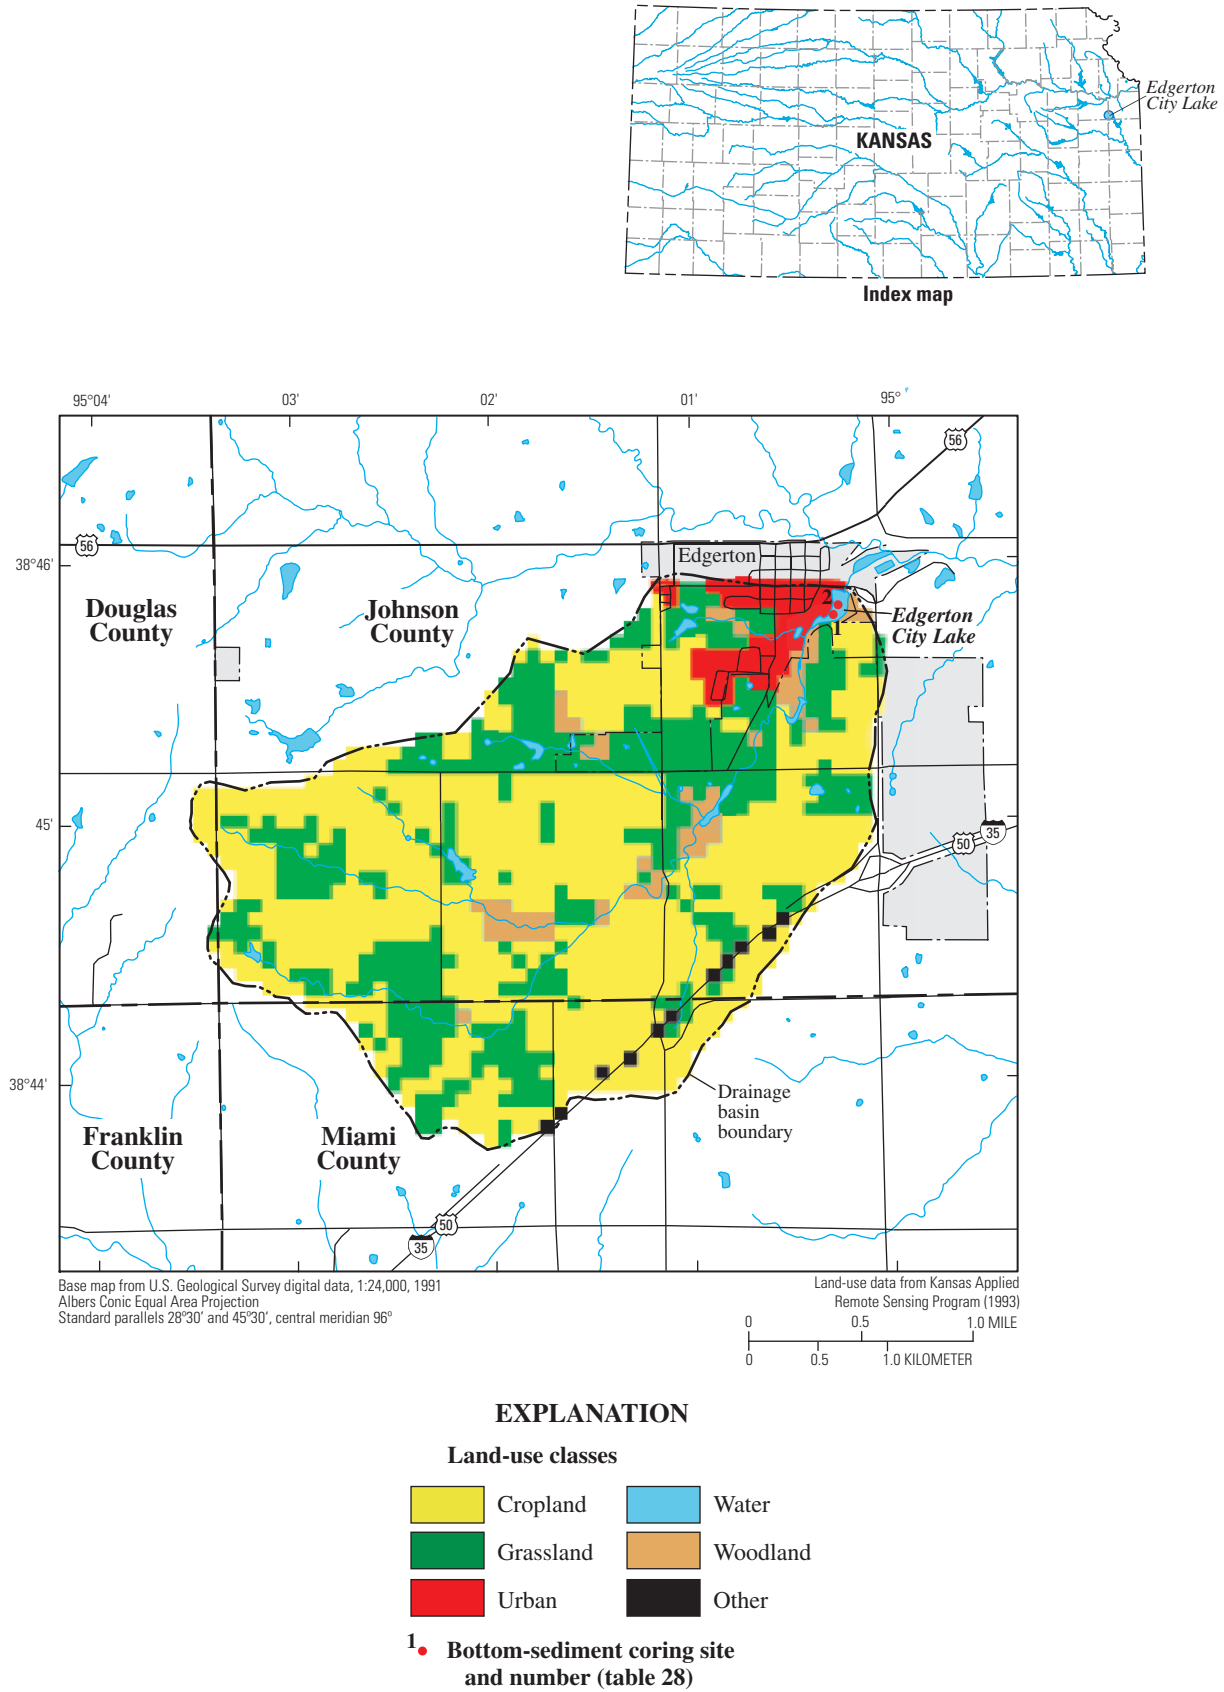 Edgerton
City Lake
KANSAS
Index map
95°04'
03'
02'
01'
95°
56
56
38°46'
Edgerton
Douglas
County
Johnson
County
2
Edgerton
City Lake
1
45'
35
50
38°44'
Drainage
basin
boundary
Franklin
County
Miami
County
50
35
Base map from U.S. Geological Survey digital data, 1:24,000, 1991
Albers Conic Equal Area Projection
Standard parallels 28°30' and 45°30', central meridian 96°
Land-use data from Kansas Applied
Remote Sensing Program (1993)
0 0.5 1.0 MILE
0 0.5 1.0 KILOMETER
EXPLANATION
Land-use classes
Cropland
Water
Grassland
Woodland
Urban
Other
1 Bottom-sediment coring site
and number (table 28)